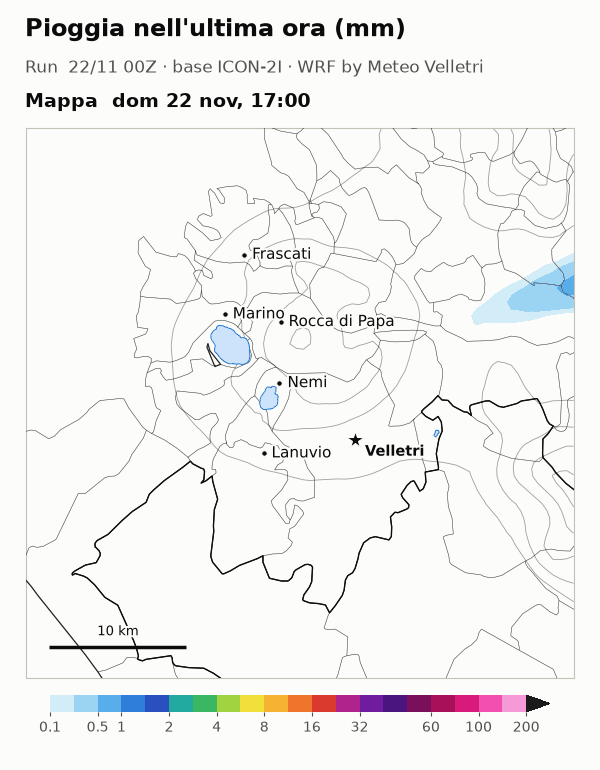 Pioggia nell'ultima ora (mm)
Run  22/11 00Z · base ICON-2I · WRF by Meteo Velletri
Mappa  dom 22 nov, 17:00
Frascati
Marino
Rocca di Papa
Nemi
Velletri
Lanuvio
10 km
0.1 0.5 1 2 4 8 16 32 60 100 200